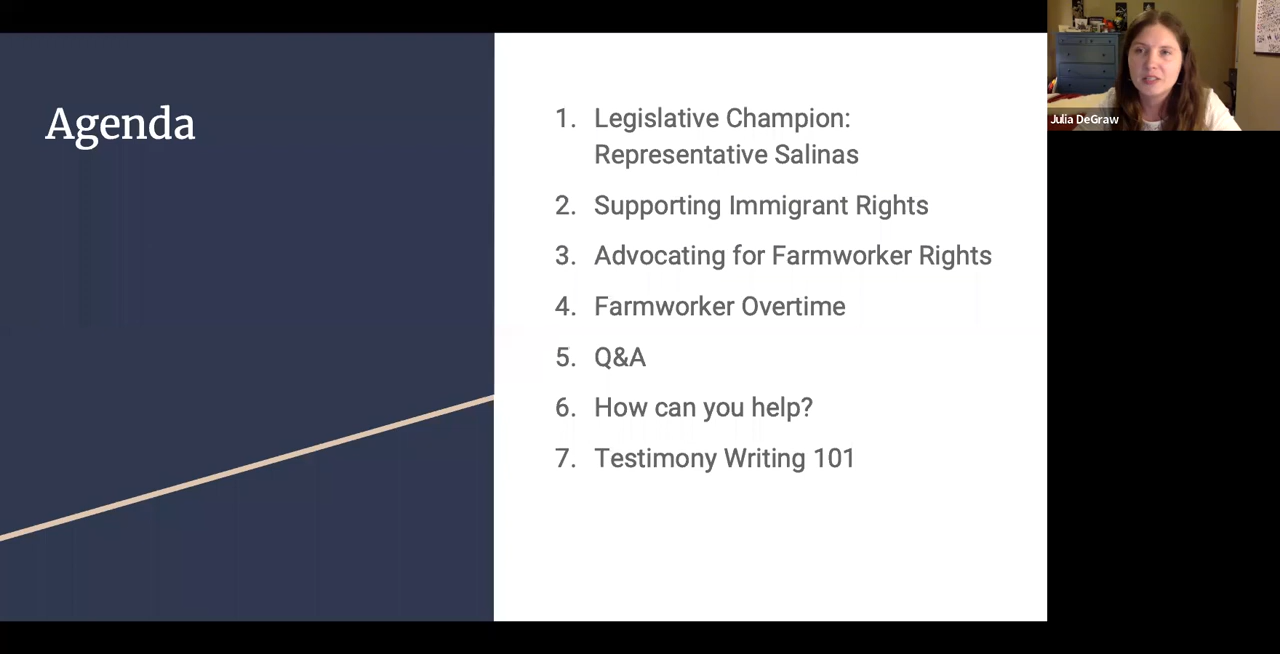 Agenda
1. Legislative Champion:
Representative Salinas
2. Supporting Immigrant Rights
3. Advocating for Farmworker Rights
4. Farmworker Overtime
5. Q&A
6. How can you help?
7. Testimony Writing 101
Julia DeGraw